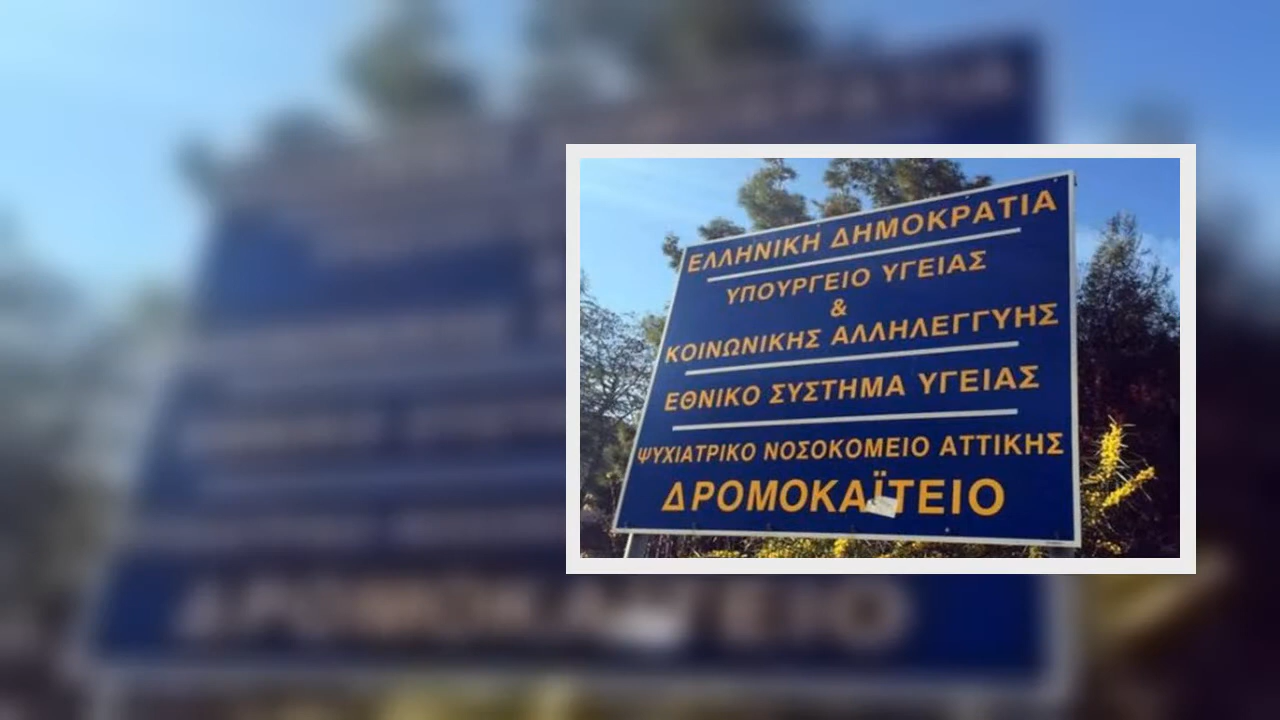 ΕΛΛΗΝΙΚΗ ΔΗΜΟΚΡΑΤΙΑ
ΥΠΟΥΡΓΕΙΟ ΥΓΕΙΑΣ
&
ΚΟΙΝΩΝΙΚΗΣ ΑΛΛΗΛΕΓΓΥΗΣ
ΕΘΝΙΚΟ ΣΥΣΤΗΜΑ ΥΓΕΙΑΣ
ΨΥΧΙΑΤΡΙΚΟ ΝΟΣΟΚΟΜΕΙΟ ΑΤΤΙΚΗΣ
ΔΡΟΜΟΚΑΪΤΕΙΟ